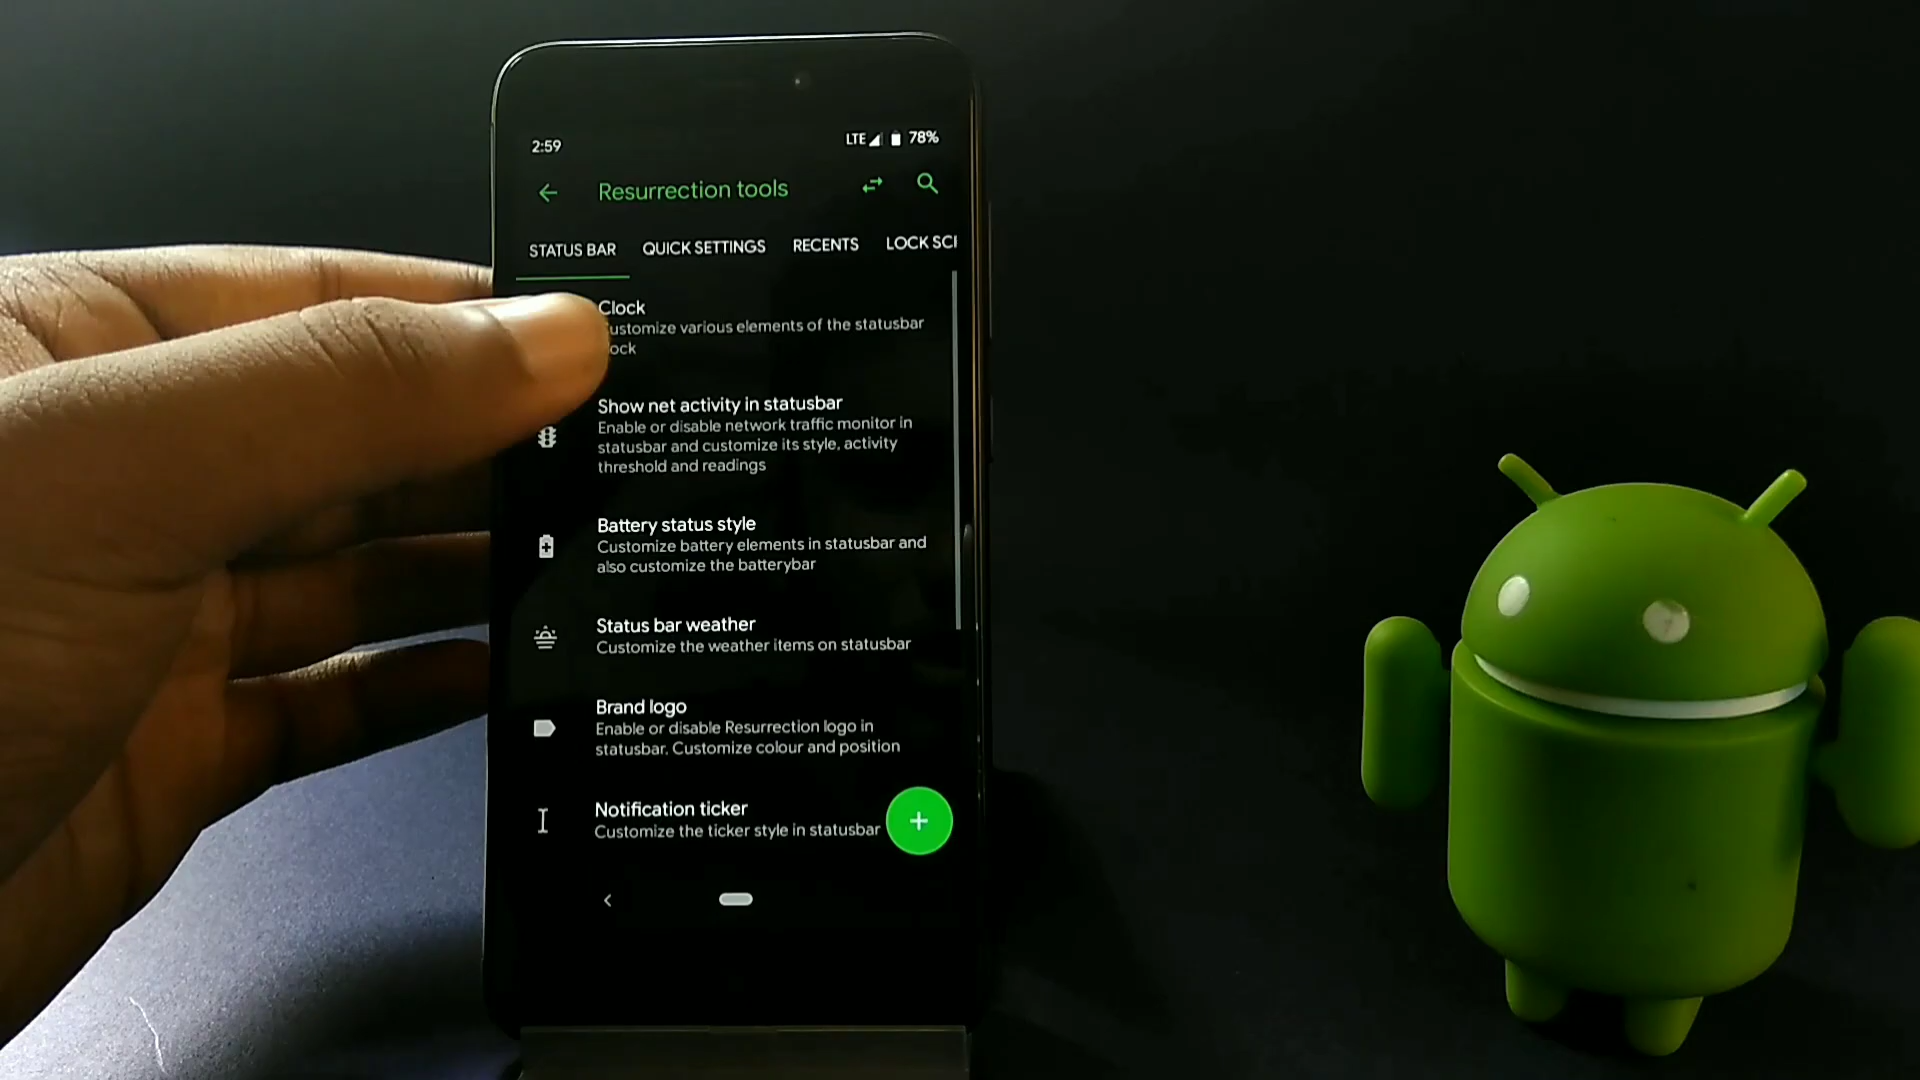 2:59
LTE 78%
Resurrection tools
STATUS BAR QUICK SETTINGS RECENTS LOCK SCI
Clock
ustomize various elements of the statusbar
ock
Show net activity in statusbar
Enable or disable network traffic monitor in
statusbar and customize its style, activity
threshold and readings
Battery status style
Customize battery elements in statusbar and
also customize the batterybar
Status bar weather
Customize the weather items on statusbar
Brand logo
Enable or disable Resurrection logo in
statusbar. Customize colour and position
Notification ticker
Customize the ticker style in statusbar